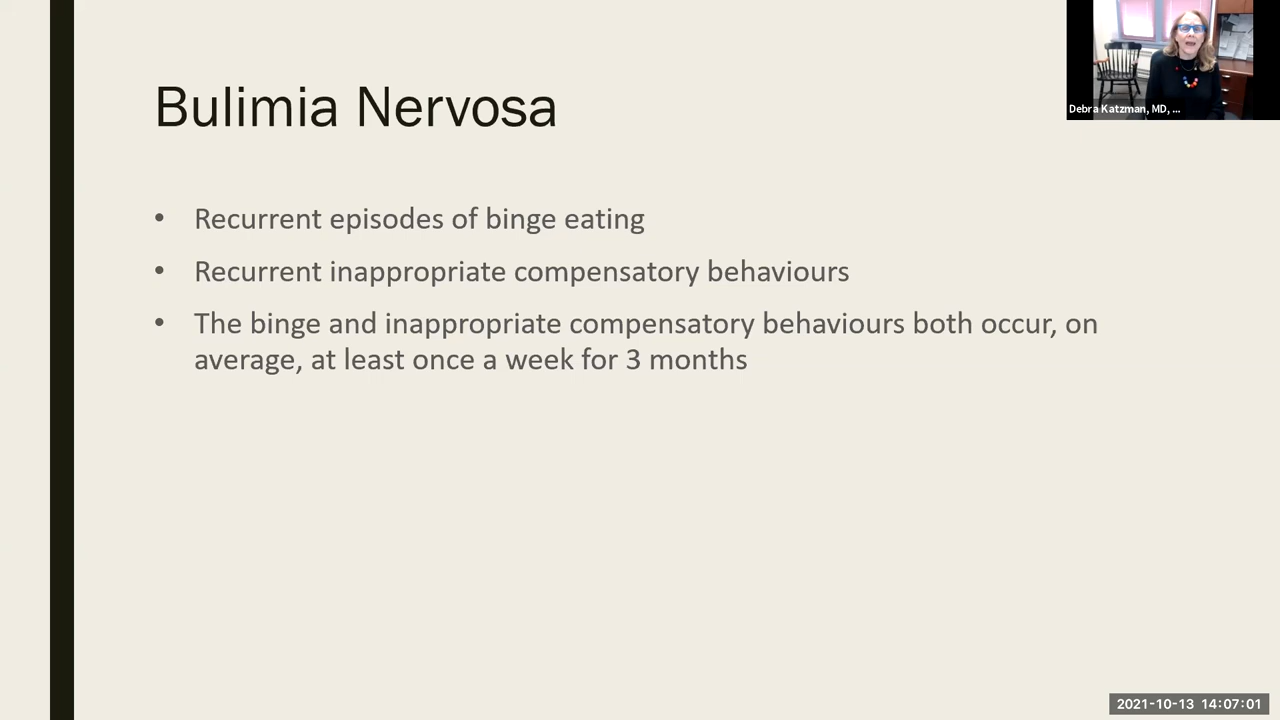 Bulimia Nervosa
Debra Katzman, MD, ...
• Recurrent episodes of binge eating
• Recurrent inappropriate compensatory behaviours
• The binge and inappropriate compensatory behaviours both occur, on
average, at least once a week for 3 months
2021-10-13 14:07:01